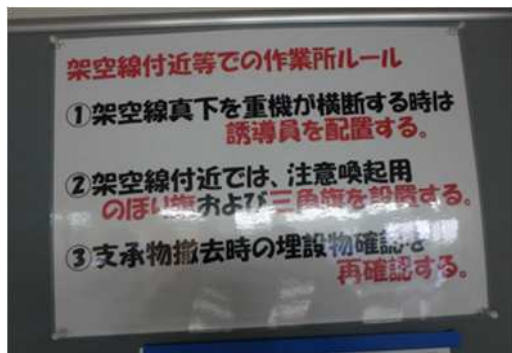 架空線付近等での作業所ルール
①架空線真下を重機が横断する時は
誘導員を配置する。
②架空線付近では、注意喚起用
のぼり旗および三角旗を設置する。
③支承物撤去時の埋設物確認を
再確認する。